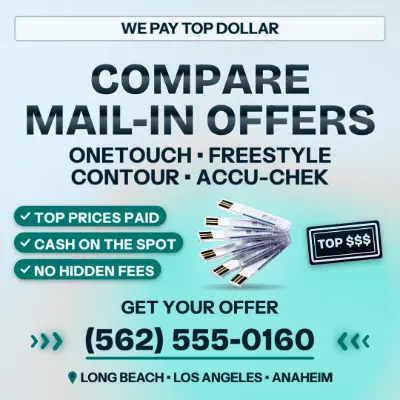 WE PAY TOP DOLLAR
COMPARE
MAIL-IN OFFERS
ONETOUCH ▪ FREESTYLE
CONTOUR ▪ ACCU-CHEK
✓ TOP PRICES PAID
✓ CASH ON THE SPOT
✓ NO HIDDEN FEES
TOP $$$
GET YOUR OFFER
(562) 555-0160
LONG BEACH ▪ LOS ANGELES ▪ ANAHEIM